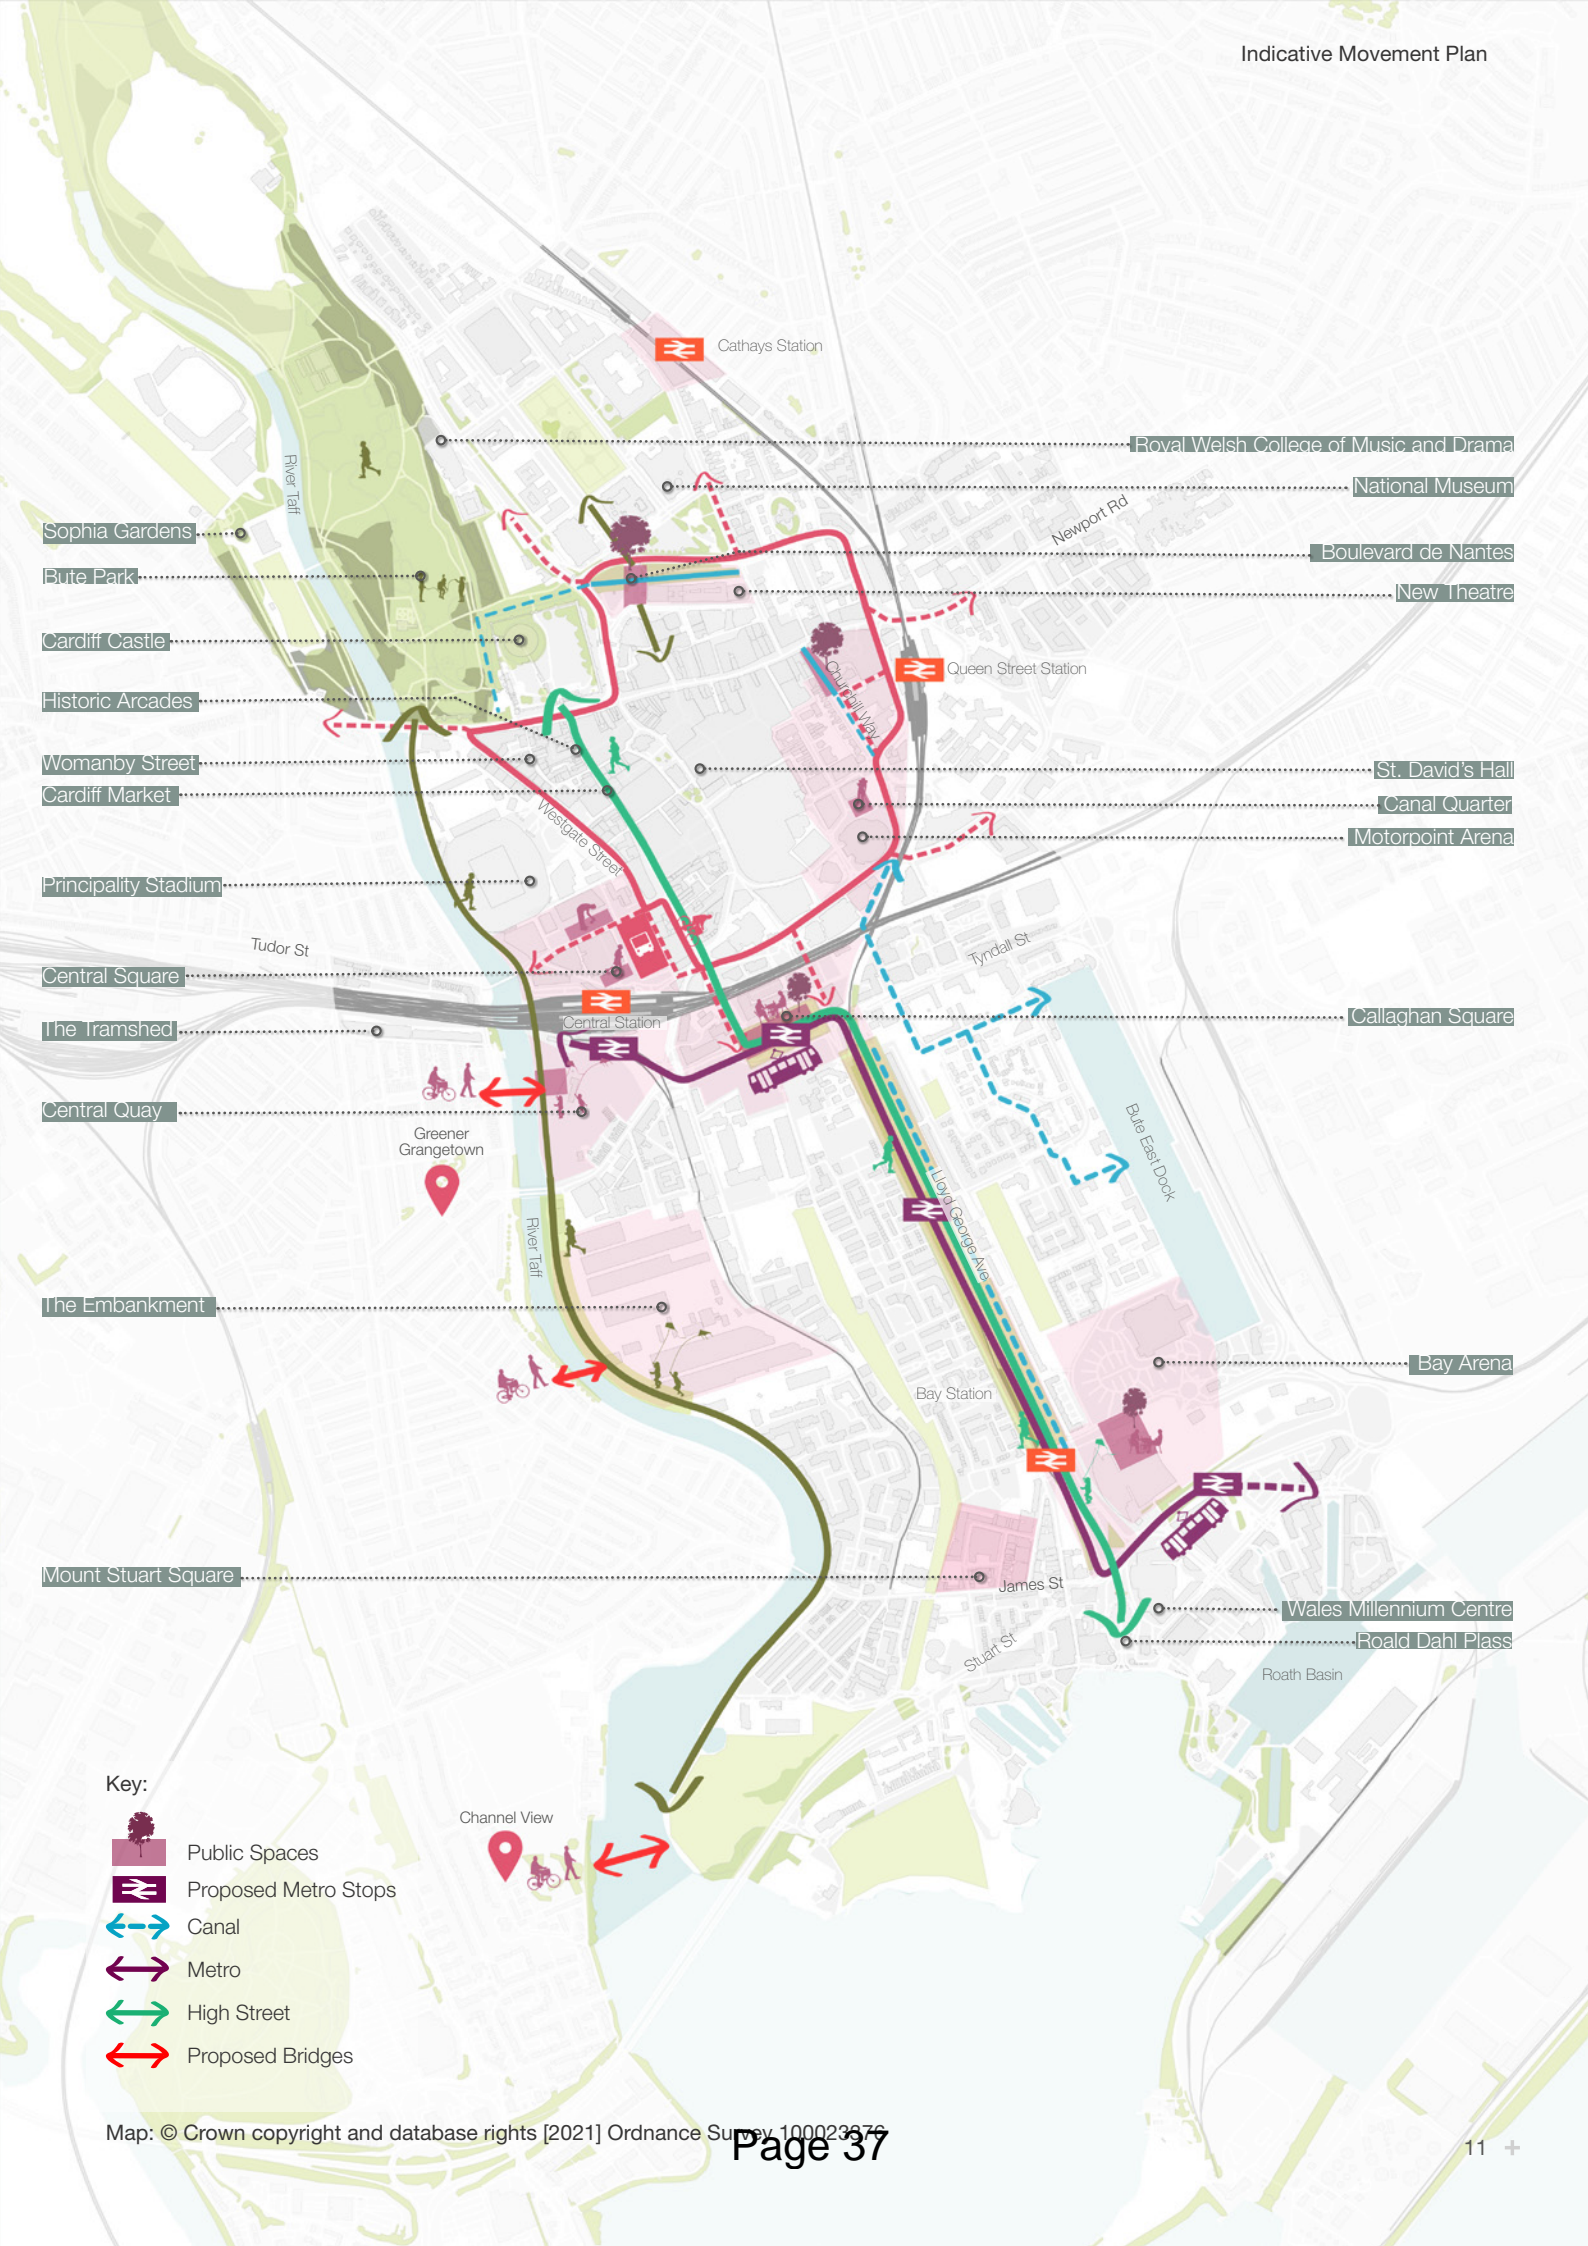 Indicative Movement Plan
Cathays Station
Royal Welsh College of Music and Drama
National Museum
Newport Rd
River Taff
Sophia Gardens
Boulevard de Nantes
Bute Park
New Theatre
Cardiff Castle
Queen Street Station
Churchill Way
Historic Arcades
Womanby Street
St. David's Hall
Cardiff Market
Canal Quarter
Westgate Street
Motorpoint Arena
Principality Stadium
Tudor St
Tyndall St
Central Square
Central Station
Callaghan Square
The Tramshed
Central Quay
Greener
Grangetown
Bute East Dock
Lloyd George Ave
River Taff
The Embankment
Bay Arena
Bay Station
Mount Stuart Square
James St
Wales Millennium Centre
Roald Dahl Plass
Stuart St
Roath Basin
Channel View
Key:
Public Spaces
Proposed Metro Stops
Canal
Metro
High Street
Proposed Bridges
Map: © Crown copyright and database rights [2021] Ordnance Survey 100023376
Page 37
11 +